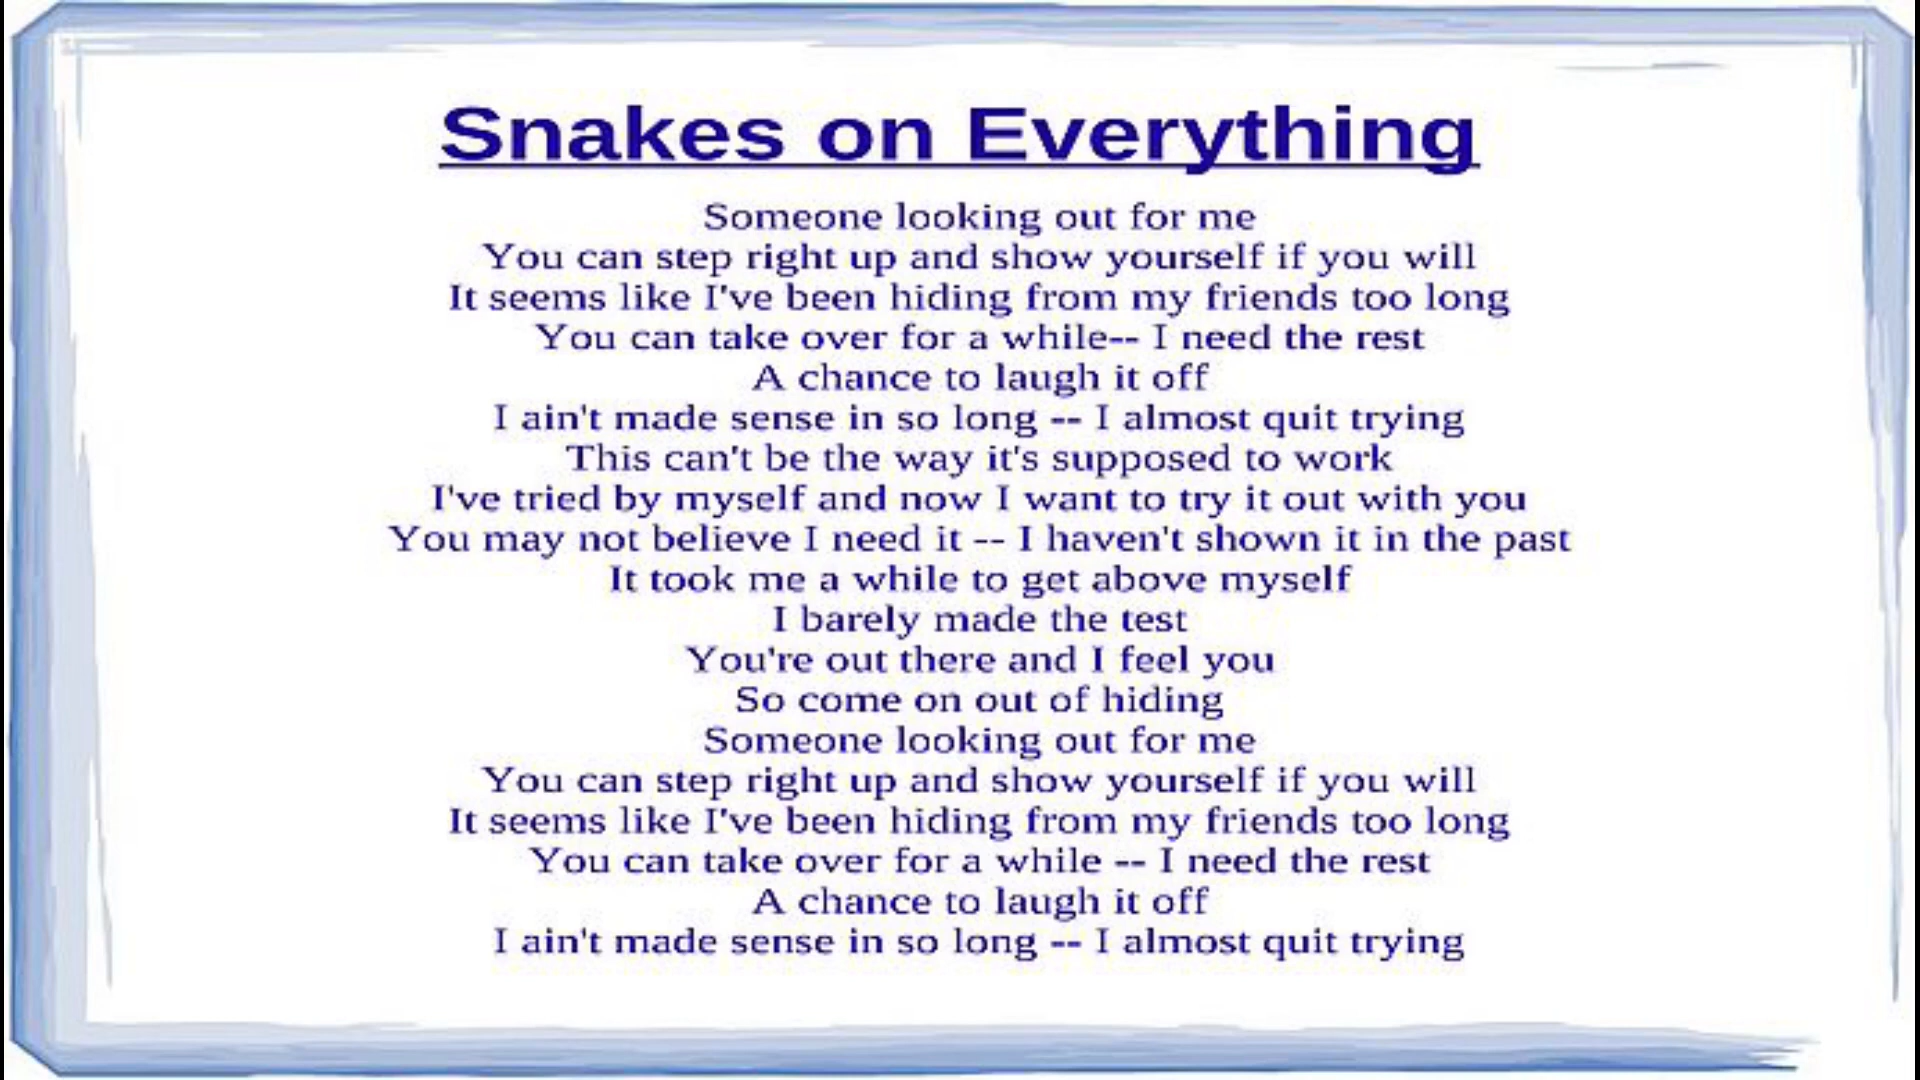 Snakes on Everything
Someone looking out for me
You can step right up and show yourself if you will
It seems like I've been hiding from my friends too long
You can take over for a while-- I need the rest
A chance to laugh it off
I ain't made sense in so long -- I almost quit trying
This can't be the way it's supposed to work
I've tried by myself and now I want to try it out with you
You may not believe I need it -- I haven't shown it in the past
It took me a while to get above myself
I barely made the test
You're out there and I feel you
So come on out of hiding
Someone looking out for me
You can step right up and show yourself if you will
It seems like I've been hiding from my friends too long
You can take over for a while -- I need the rest
A chance to laugh it off
I ain't made sense in so long -- I almost quit trying